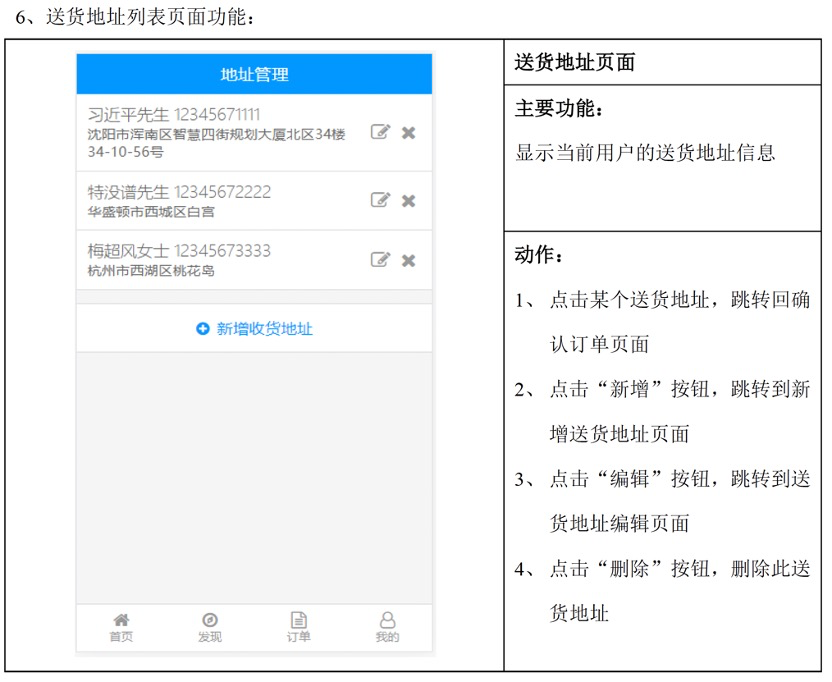 6、送货地址列表页面功能：
地址管理
习近平先生 12345671111
沈阳市浑南区智慧四街规划大厦北区34楼
34-10-56号
特没谱先生 12345672222
华盛顿市西城区白宫
梅超风女士 12345673333
杭州市西湖区桃花岛
新增收货地址
首页
发现
订单
我的
送货地址页面
主要功能：
显示当前用户的送货地址信息
动作：
1、 点击某个送货地址，跳转回确
认订单页面
2、 点击“新增”按钮，跳转到新
增送货地址页面
3、 点击“编辑”按钮，跳转到送
货地址编辑页面
4、 点击“删除”按钮，删除此送
货地址